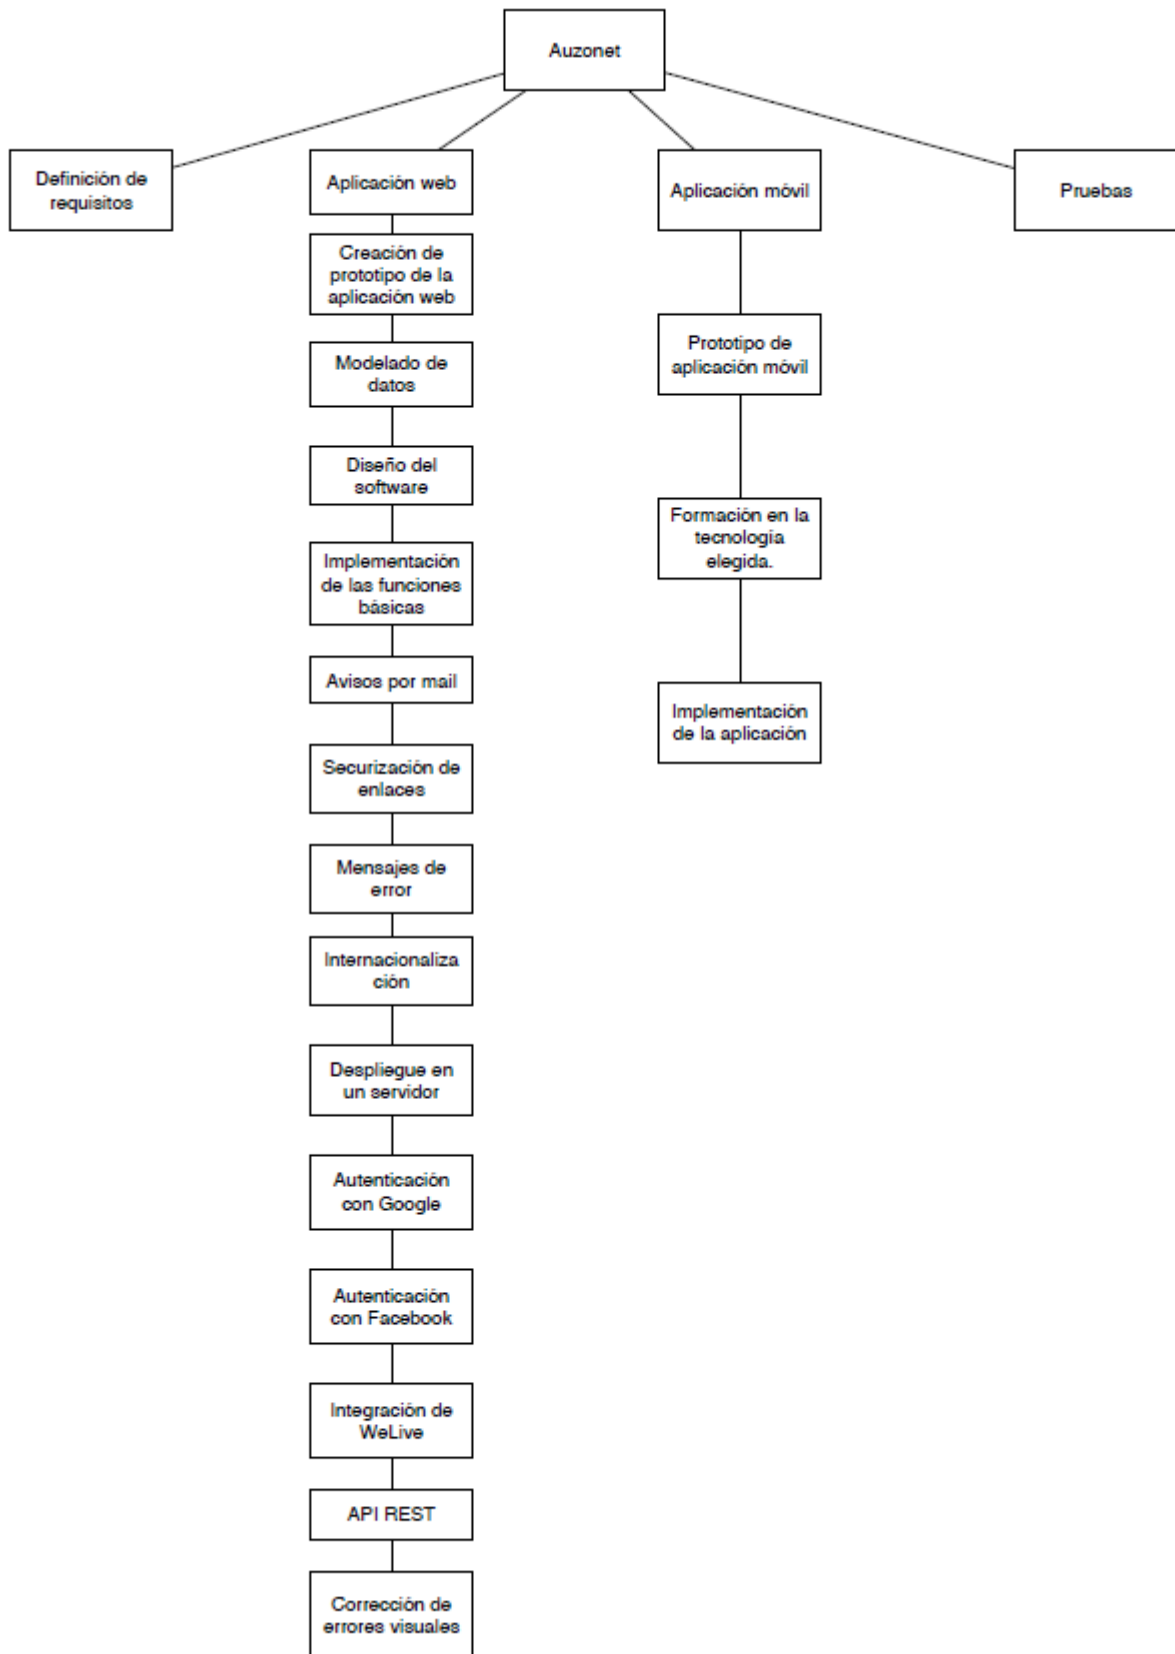 Auzonet
Definición de
requisitos
Aplicación web
Aplicación móvil
Pruebas
Creación de
prototipo de la
aplicación web
Modelado de
datos
Diseño del
software
Implementación
de las funciones
básicas
Avisos por mail
Securización de
enlaces
Mensajes de
error
Internacionaliza
ción
Despliegue en
un servidor
Autenticación
con Google
Autenticación
con Facebook
Integración de
WeLive
API REST
Corrección de
errores visuales
Prototipo de
aplicación móvil
Formación en la
tecnología
elegida.
Implementación
de la aplicación